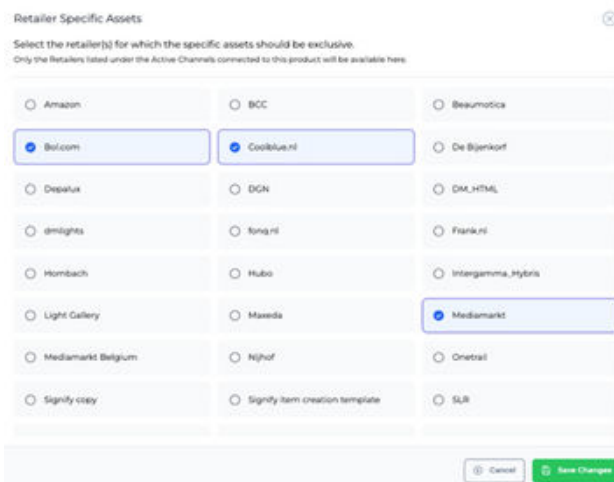 Retailer Specific Assets
Select the retailer(s) for which the specific assets should be exclusive.
Only the Retailers listed under the Active Channels connected to this product will be available here.
Amazon
BCC
Beaumotica
Bol.com
Coolblue.nl
De Bijenkorf
Depalux
DGN
DM_HTML
dmlights
fonq.nl
Frank.nl
Hornbach
Hubo
Intergamma_Hybris
Light Gallery
Maxeda
Mediamarkt
Mediamarkt Belgium
Nijhof
Onetrail
Signify copy
Signify item creation template
SLR
Cancel
Save Changes